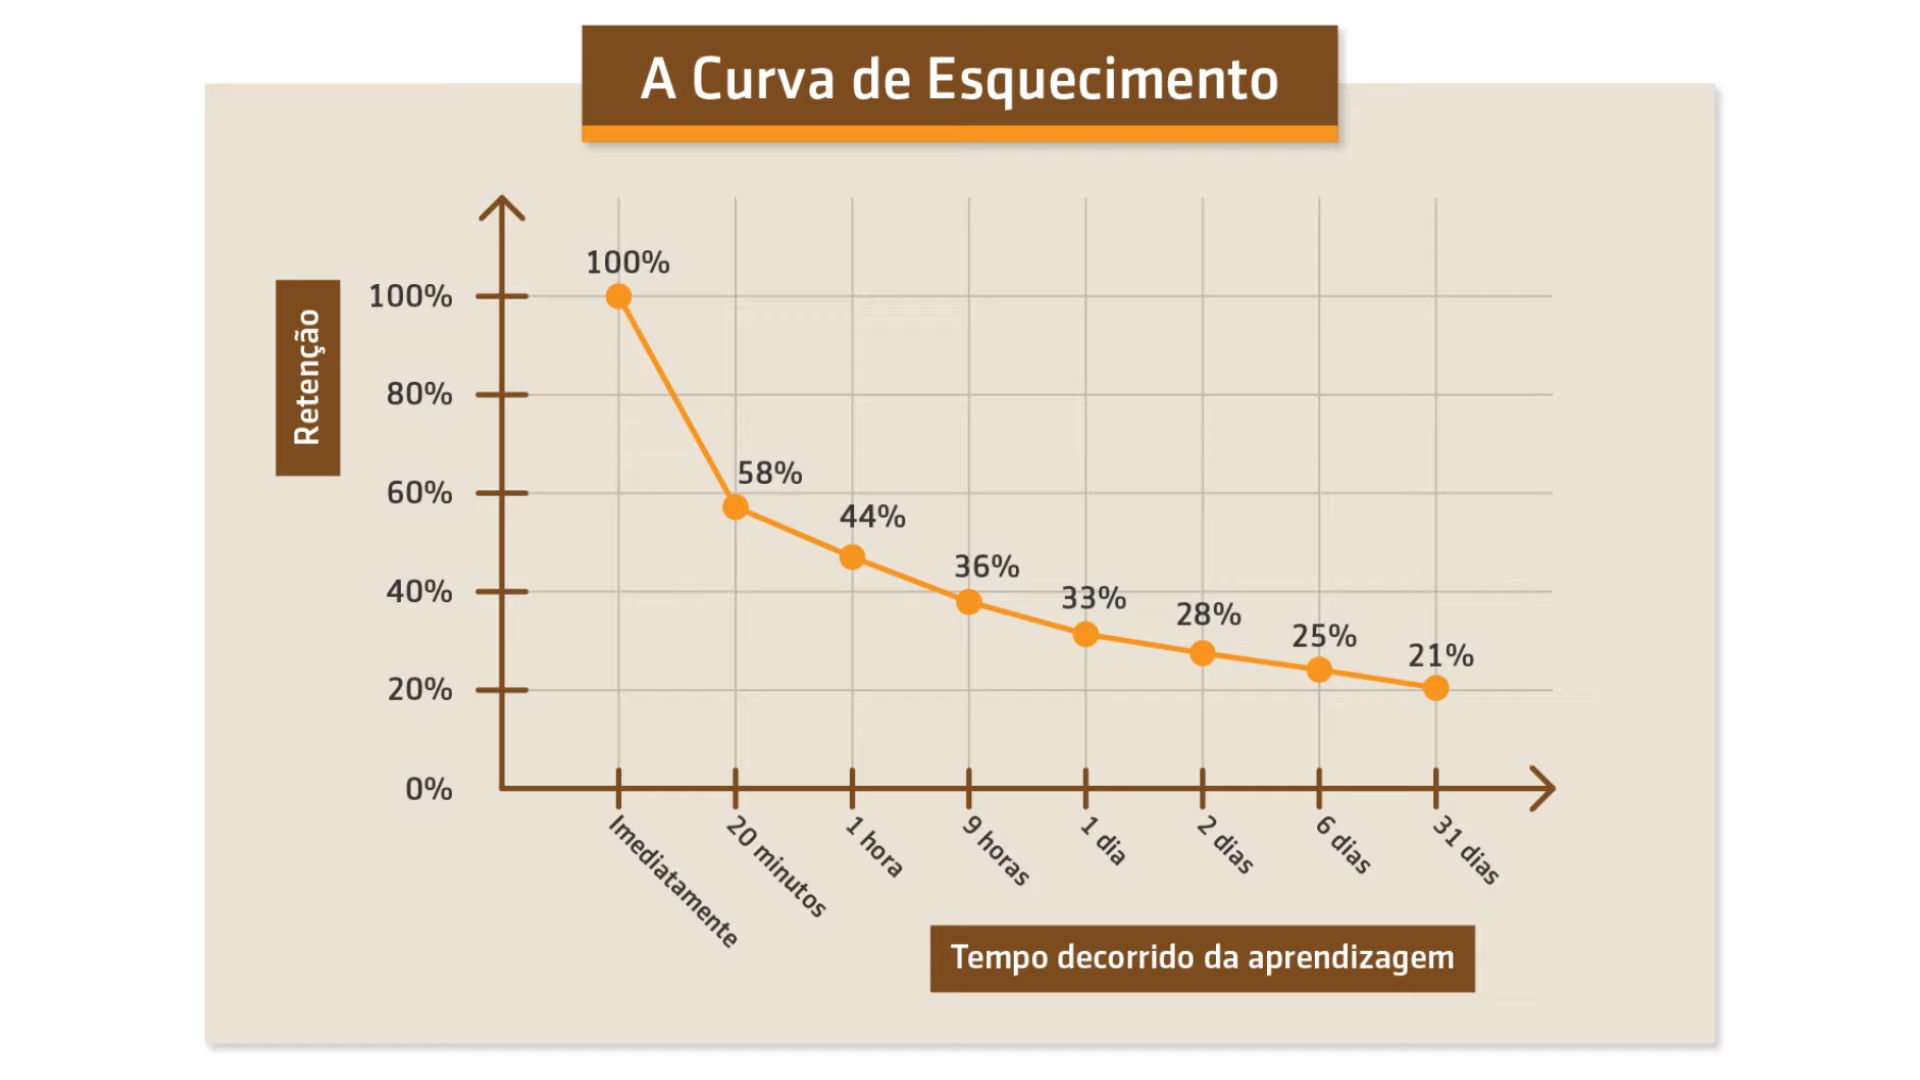 A Curva de Esquecimento
Retenção
100%
80%
60%
40%
20%
0%
100%
58%
44%
36%
33%
28%
25%
21%
Imediatamente
20 minutos
1 hora
9 horas
1 dia
2 dias
6 dias
31 dias
Tempo decorrido da aprendizagem